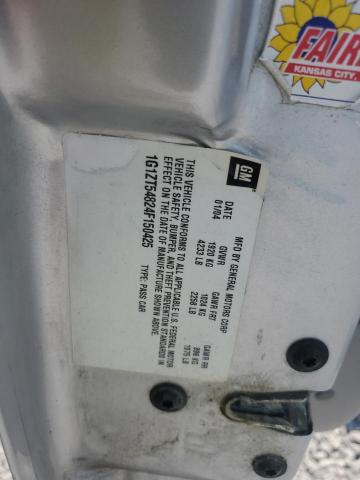 FAIR
KANSAS CITY,
GM
MFD BY GENERAL MOTORS CORP
DATE GVWR GAWR FRT GAWR RR
01/04 1920 KG 1024 KG 896 KG
4233 LB 2258 LB 1975 LB
THIS VEHICLE CONFORMS TO ALL APPLICABLE U.S. FEDERAL MOTOR
VEHICLE SAFETY, BUMPER, AND THEFT PREVENTION STANDARDS IN
EFFECT ON THE DATE OF MANUFACTURE SHOWN ABOVE.
1G1ZT54824F150425 TYPE: PASS CAR